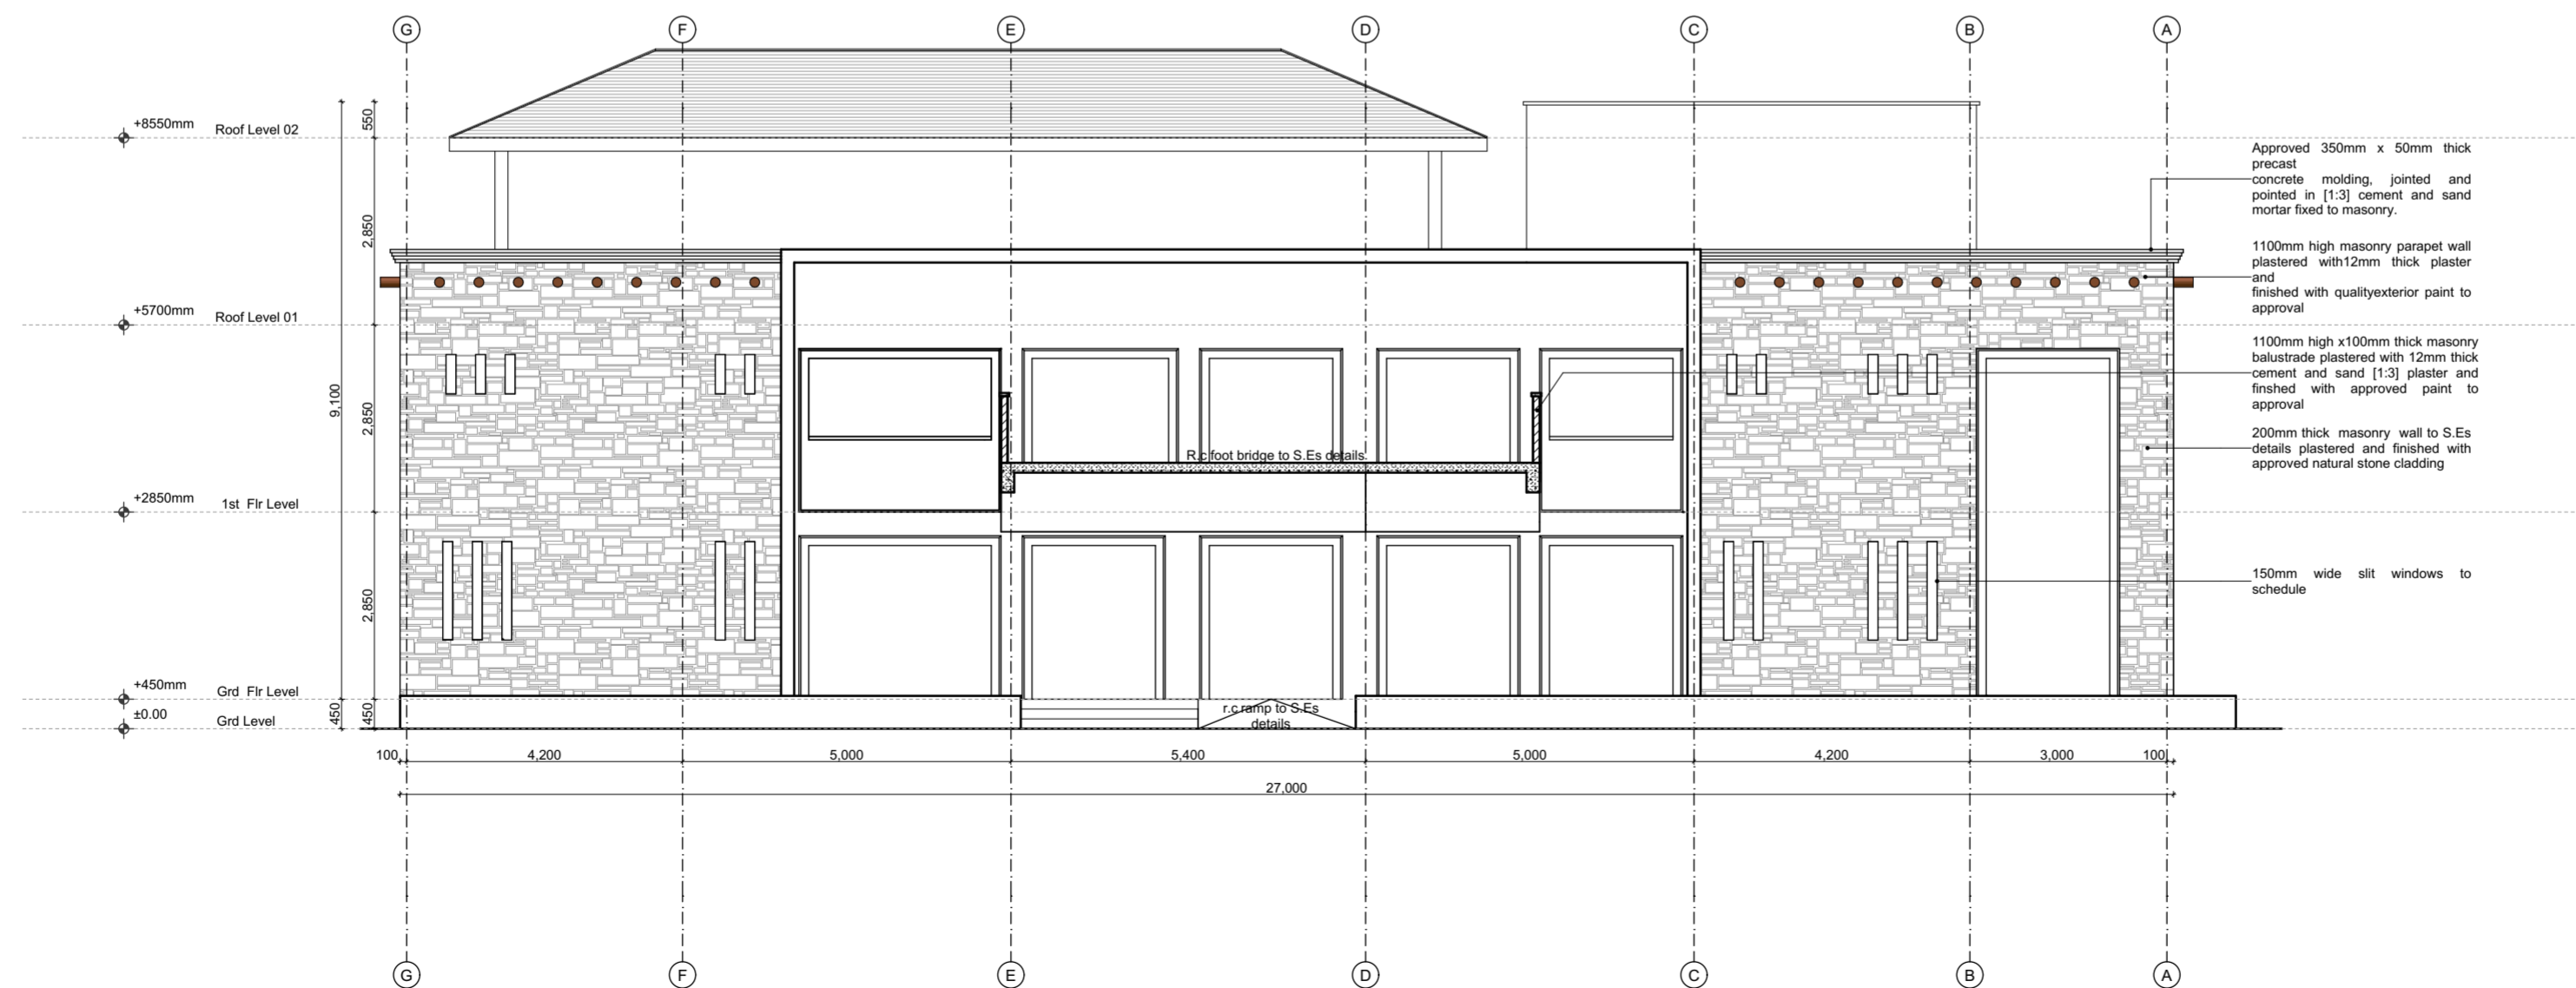 G F E D C B A
+8550mm Roof Level 02
550
2,850
+5700mm Roof Level 01
2,850
9,100
+2850mm 1st Flr Level
2,850
+450mm Grd Flr Level
±0.00 Grd Level
450
450
Approved 350mm x 50mm thick
precast
concrete molding, jointed and
pointed in [1:3] cement and sand
mortar fixed to masonry.
1100mm high masonry parapet wall
plastered with12mm thick plaster
and
finished with qualityexterior paint to
approval
1100mm high x100mm thick masonry
balustrade plastered with 12mm thick
cement and sand [1:3] plaster and
finshed with approved paint to
approval
200mm thick masonry wall to S.Es
details plastered and finished with
approved natural stone cladding
150mm wide slit windows to
schedule
R.c foot bridge to S.Es details
r.c ramp to S.Es
details
100 4,200 5,000 5,400 5,000 4,200 3,000 100
27,000
G F E D C B A